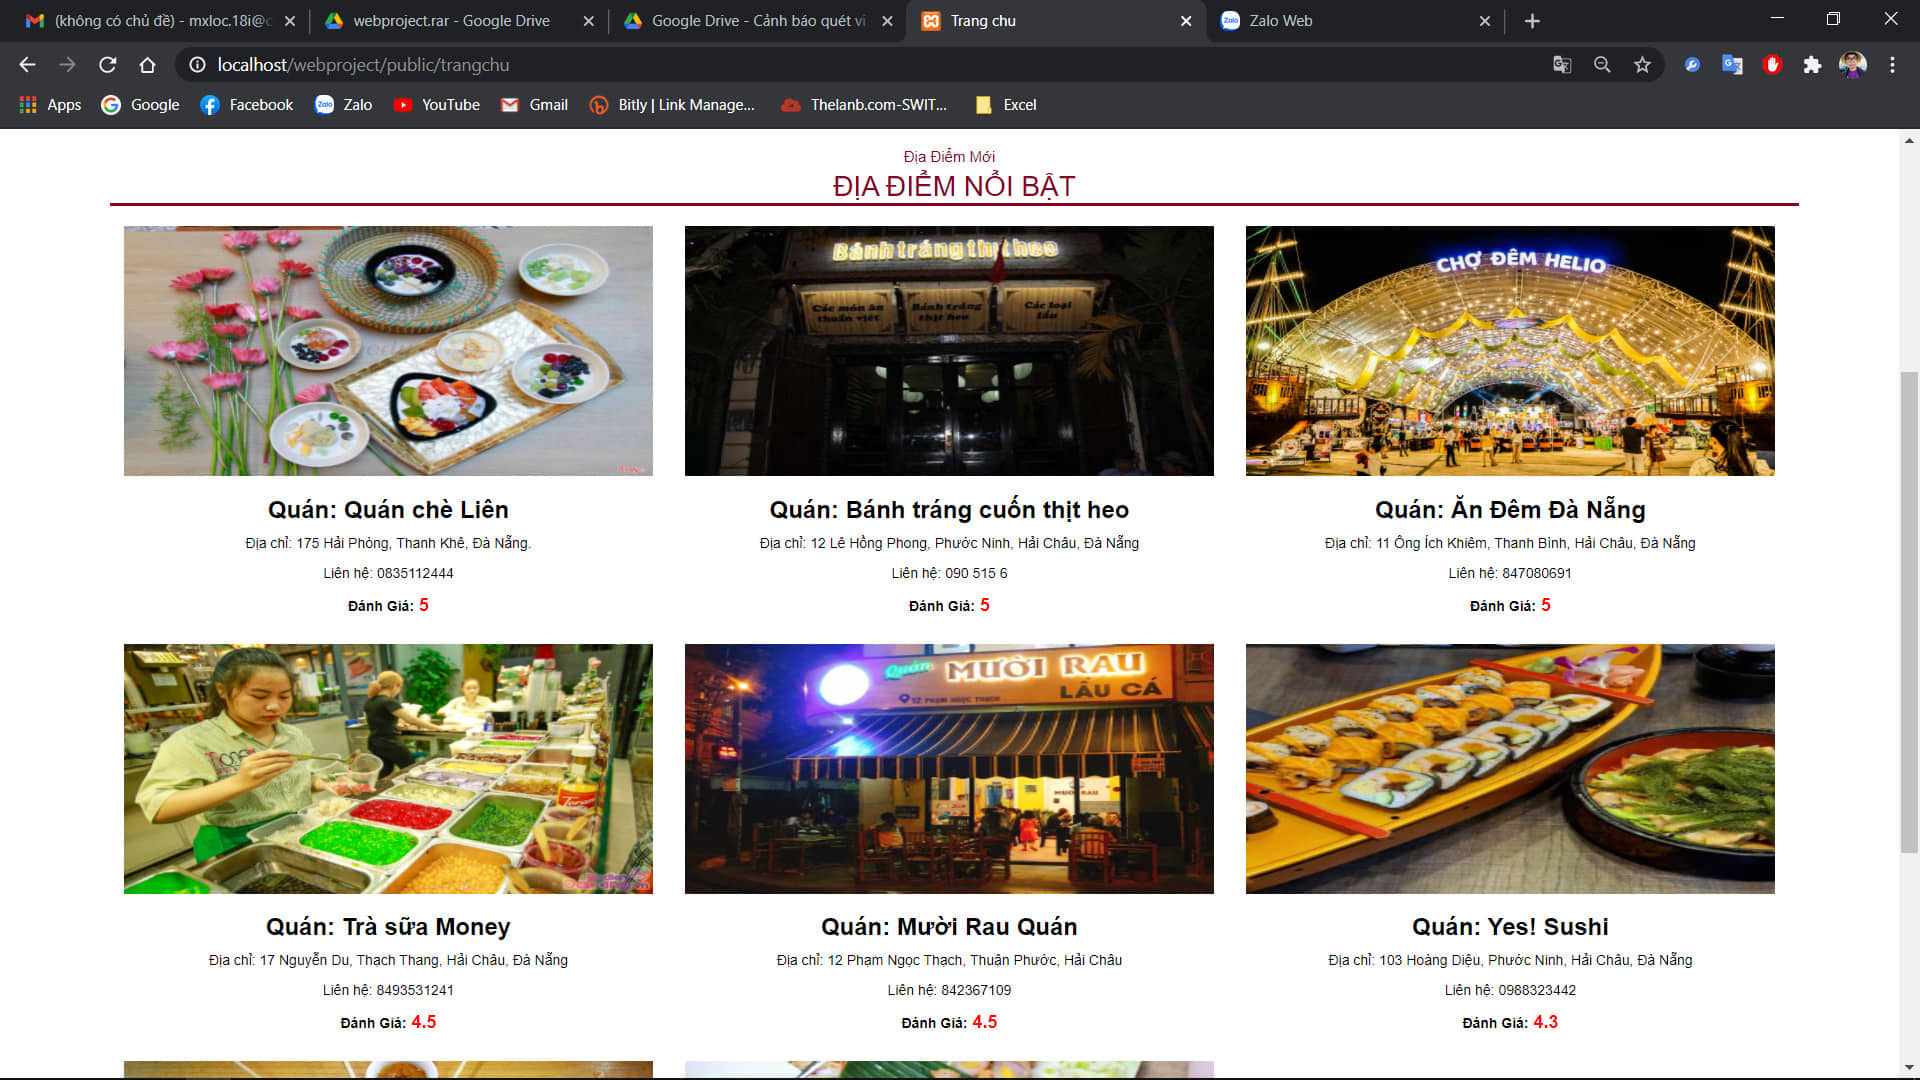 (không có chủ đề) - mxloc.18i@c
webproject.rar - Google Drive
Google Drive - Cảnh báo quét vi
Trang chu
Zalo Web
localhost/webproject/public/trangchu
Apps
Google
Facebook
Zalo
YouTube
Gmail
Bitly | Link Manage...
Thelanb.com-SWIT...
Excel
Địa Điểm Mới
ĐỊA ĐIỂM NỔI BẬT
Bánh tráng thịt heo
Các món ăn thuần việt
Bánh tráng thịt heo
Các loại lẩu
CHỢ ĐÊM HELIO
Quán: Quán chè Liên
Địa chỉ: 175 Hải Phòng, Thanh Khê, Đà Nẵng.
Liên hệ: 0835112444
Đánh Giá: 5
Quán: Bánh tráng cuốn thịt heo
Địa chỉ: 12 Lê Hồng Phong, Phước Ninh, Hải Châu, Đà Nẵng
Liên hệ: 090 515 6
Đánh Giá: 5
Quán: Ăn Đêm Đà Nẵng
Địa chỉ: 11 Ông Ích Khiêm, Thanh Bình, Hải Châu, Đà Nẵng
Liên hệ: 847080691
Đánh Giá: 5
Quán MƯỜI RAU
LẨU CÁ
12 PHẠM NGỌC THẠCH
MƯỜI RAU
Quán: Trà sữa Money
Địa chỉ: 17 Nguyễn Du, Thạch Thang, Hải Châu, Đà Nẵng
Liên hệ: 8493531241
Đánh Giá: 4.5
Quán: Mười Rau Quán
Địa chỉ: 12 Phạm Ngọc Thạch, Thuận Phước, Hải Châu
Liên hệ: 842367109
Đánh Giá: 4.5
Quán: Yes! Sushi
Địa chỉ: 103 Hoàng Diệu, Phước Ninh, Hải Châu, Đà Nẵng
Liên hệ: 0988323442
Đánh Giá: 4.3